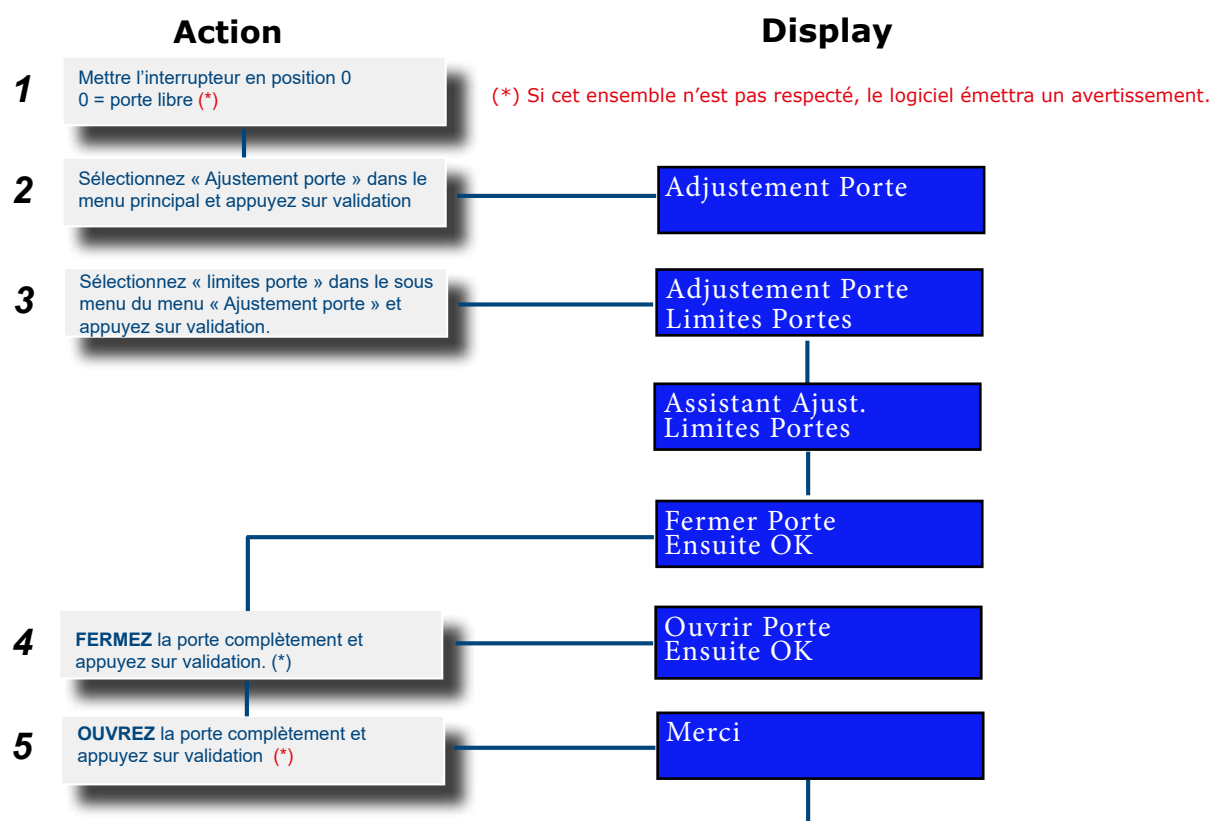 Action
Display
1
Mettre l'interrupteur en position 0
0 = porte libre (*)
(*) Si cet ensemble n'est pas respecté, le logiciel émettra un avertissement.
2
Sélectionnez « Ajustement porte » dans le
menu principal et appuyez sur validation
Adjustement Porte
3
Sélectionnez « limites porte » dans le sous
menu du menu « Ajustement porte » et
appuyez sur validation.
Adjustement Porte
Limites Portes
Assistant Ajust.
Limites Portes
Fermer Porte
Ensuite OK
4
FERMEZ la porte complètement et
appuyez sur validation. (*)
Ouvrir Porte
Ensuite OK
5
OUVREZ la porte complètement et
appuyez sur validation (*)
Merci